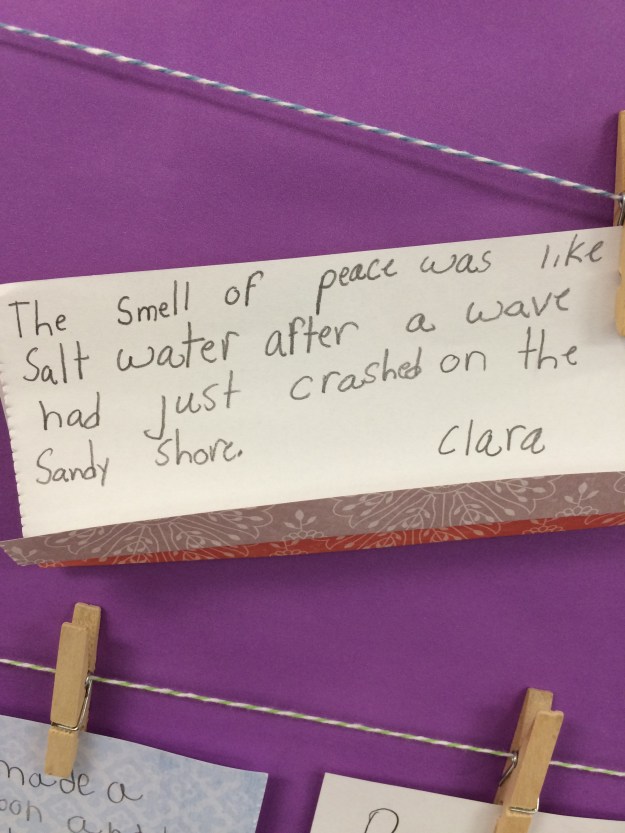 The Smell of peace was like
Salt water after a wave
had just crashed on the
Sandy Shore. Clara
made a